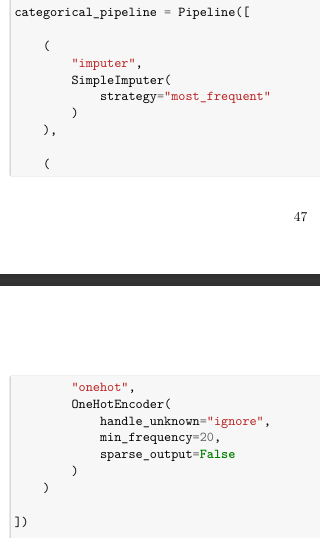 categorical_pipeline = Pipeline([
    (
        "imputer",
        SimpleImputer(
            strategy="most_frequent"
        )
    ),
    (
47
        "onehot",
        OneHotEncoder(
            handle_unknown="ignore",
            min_frequency=20,
            sparse_output=False
        )
    )
])